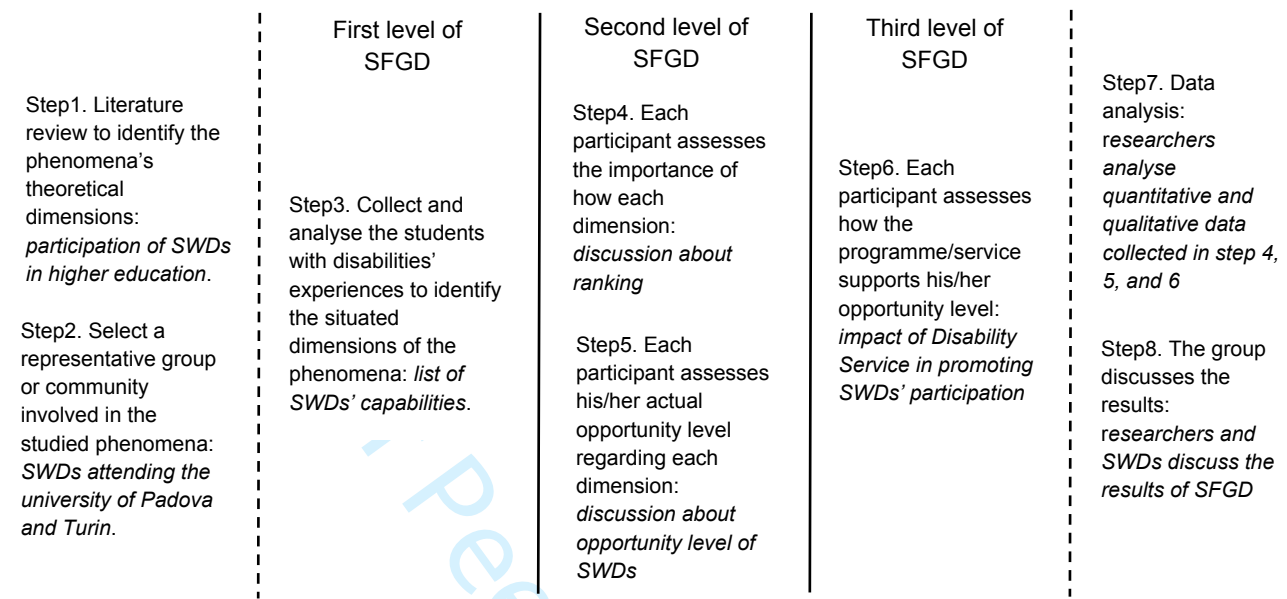 Step1. Literature
review to identify the
phenomena's
theoretical
dimensions:
participation of SWDs
in higher education.
Step2. Select a
representative group
or community
involved in the
studied phenomena:
SWDs attending the
university of Padova
and Turin.
First level of
SFGD
Step3. Collect and
analyse the students
with disabilities'
experiences to identify
the situated
dimensions of the
phenomena: list of
SWDs' capabilities.
Second level of
SFGD
Step4. Each
participant assesses
the importance of
how each
dimension:
discussion about
ranking
Step5. Each
participant assesses
his/her actual
opportunity level
regarding each
dimension:
discussion about
opportunity level of
SWDs
Third level of
SFGD
Step6. Each
participant assesses
how the
programme/service
supports his/her
opportunity level:
impact of Disability
Service in promoting
SWDs' participation
Step7. Data
analysis:
researchers
analyse
quantitative and
qualitative data
collected in step 4,
5, and 6
Step8. The group
discusses the
results:
researchers and
SWDs discuss the
results of SFGD